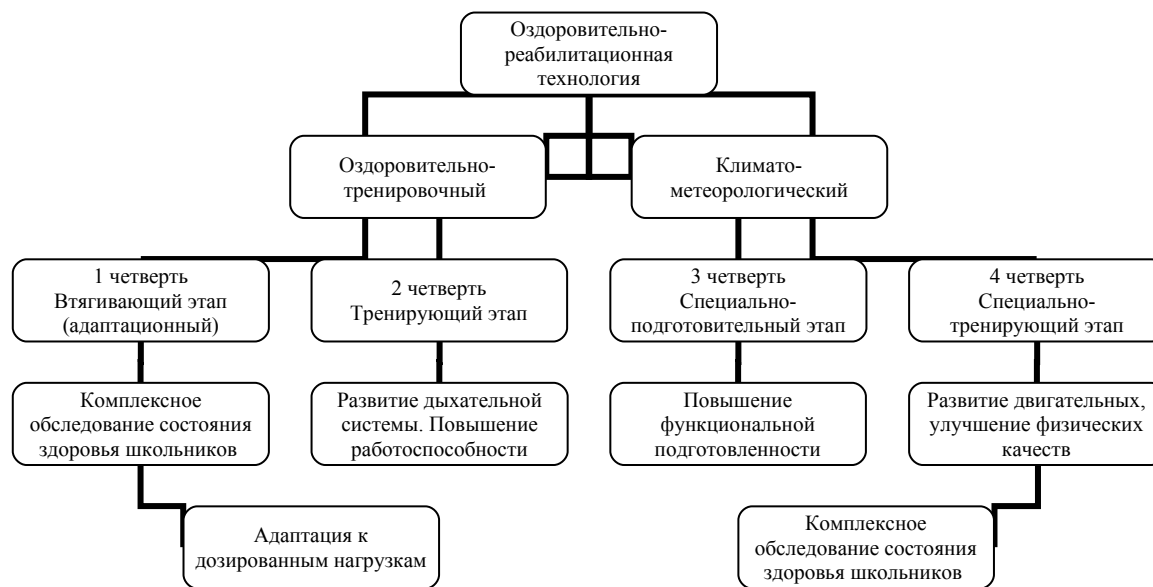 Оздоровительно-
реабилитационная
технология
Оздоровительно-
тренировочный
Климато-
метеорологический
1 четверть
Втягивающий этап
(адаптационный)
2 четверть
Тренирующий этап
3 четверть
Специально-
подготовительный этап
4 четверть
Специально-
тренирующий этап
Комплексное
обследование состояния
здоровья школьников
Развитие дыхательной
системы. Повышение
работоспособности
Повышение
функциональной
подготовленности
Развитие двигательных,
улучшение физических
качеств
Адаптация к
дозированным нагрузкам
Комплексное
обследование состояния
здоровья школьников